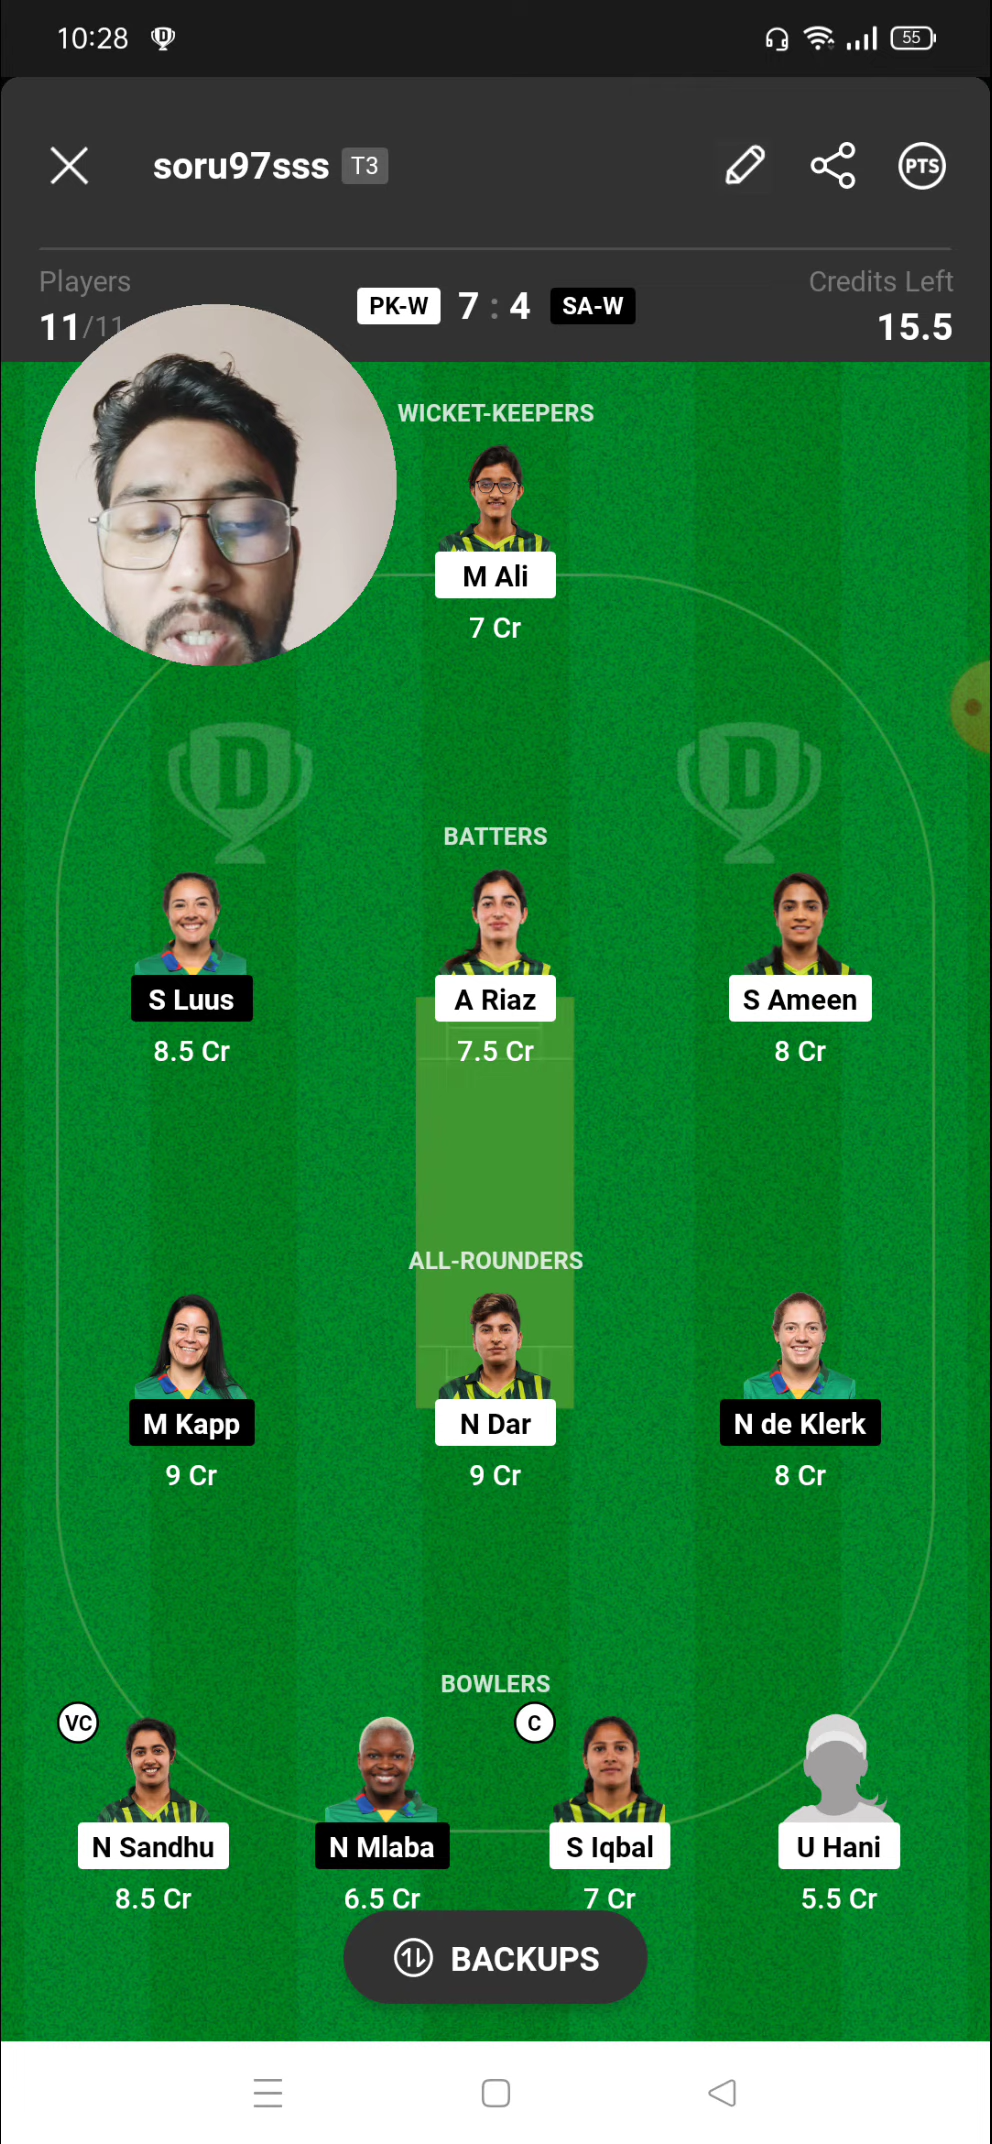 10:28
55
soru97sss T3
PTS
Players
Credits Left
PK-W 7 : 4 SA-W
11/11
15.5
WICKET-KEEPERS
M Ali
7 Cr
D D
BATTERS
S Luus A Riaz S Ameen
8.5 Cr 7.5 Cr 8 Cr
ALL-ROUNDERS
M Kapp N Dar N de Klerk
9 Cr 9 Cr 8 Cr
BOWLERS
VC C
N Sandhu N Mlaba S Iqbal U Hani
8.5 Cr 6.5 Cr 7 Cr 5.5 Cr
BACKUPS